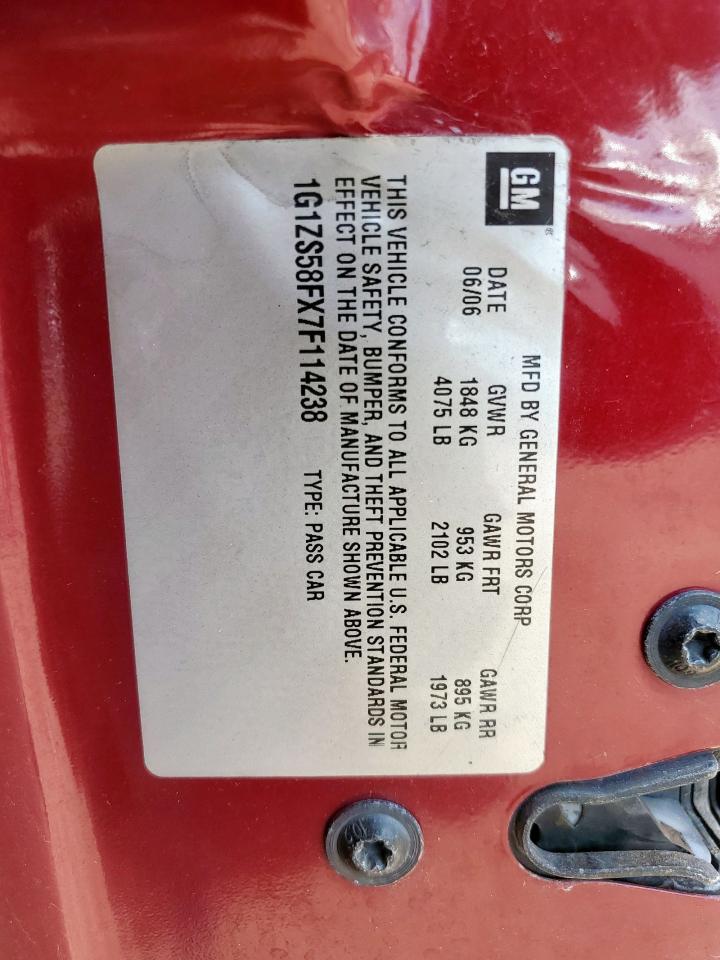 GM
MFD BY GENERAL MOTORS CORP
DATE GVWR GAWR FRT GAWR RR
06/06 1848 KG 953 KG 895 KG
4075 LB 2102 LB 1973 LB
THIS VEHICLE CONFORMS TO ALL APPLICABLE U.S. FEDERAL MOTOR
VEHICLE SAFETY, BUMPER, AND THEFT PREVENTION STANDARDS IN
EFFECT ON THE DATE OF MANUFACTURE SHOWN ABOVE.
1G1ZS58FX7F114238 TYPE: PASS CAR